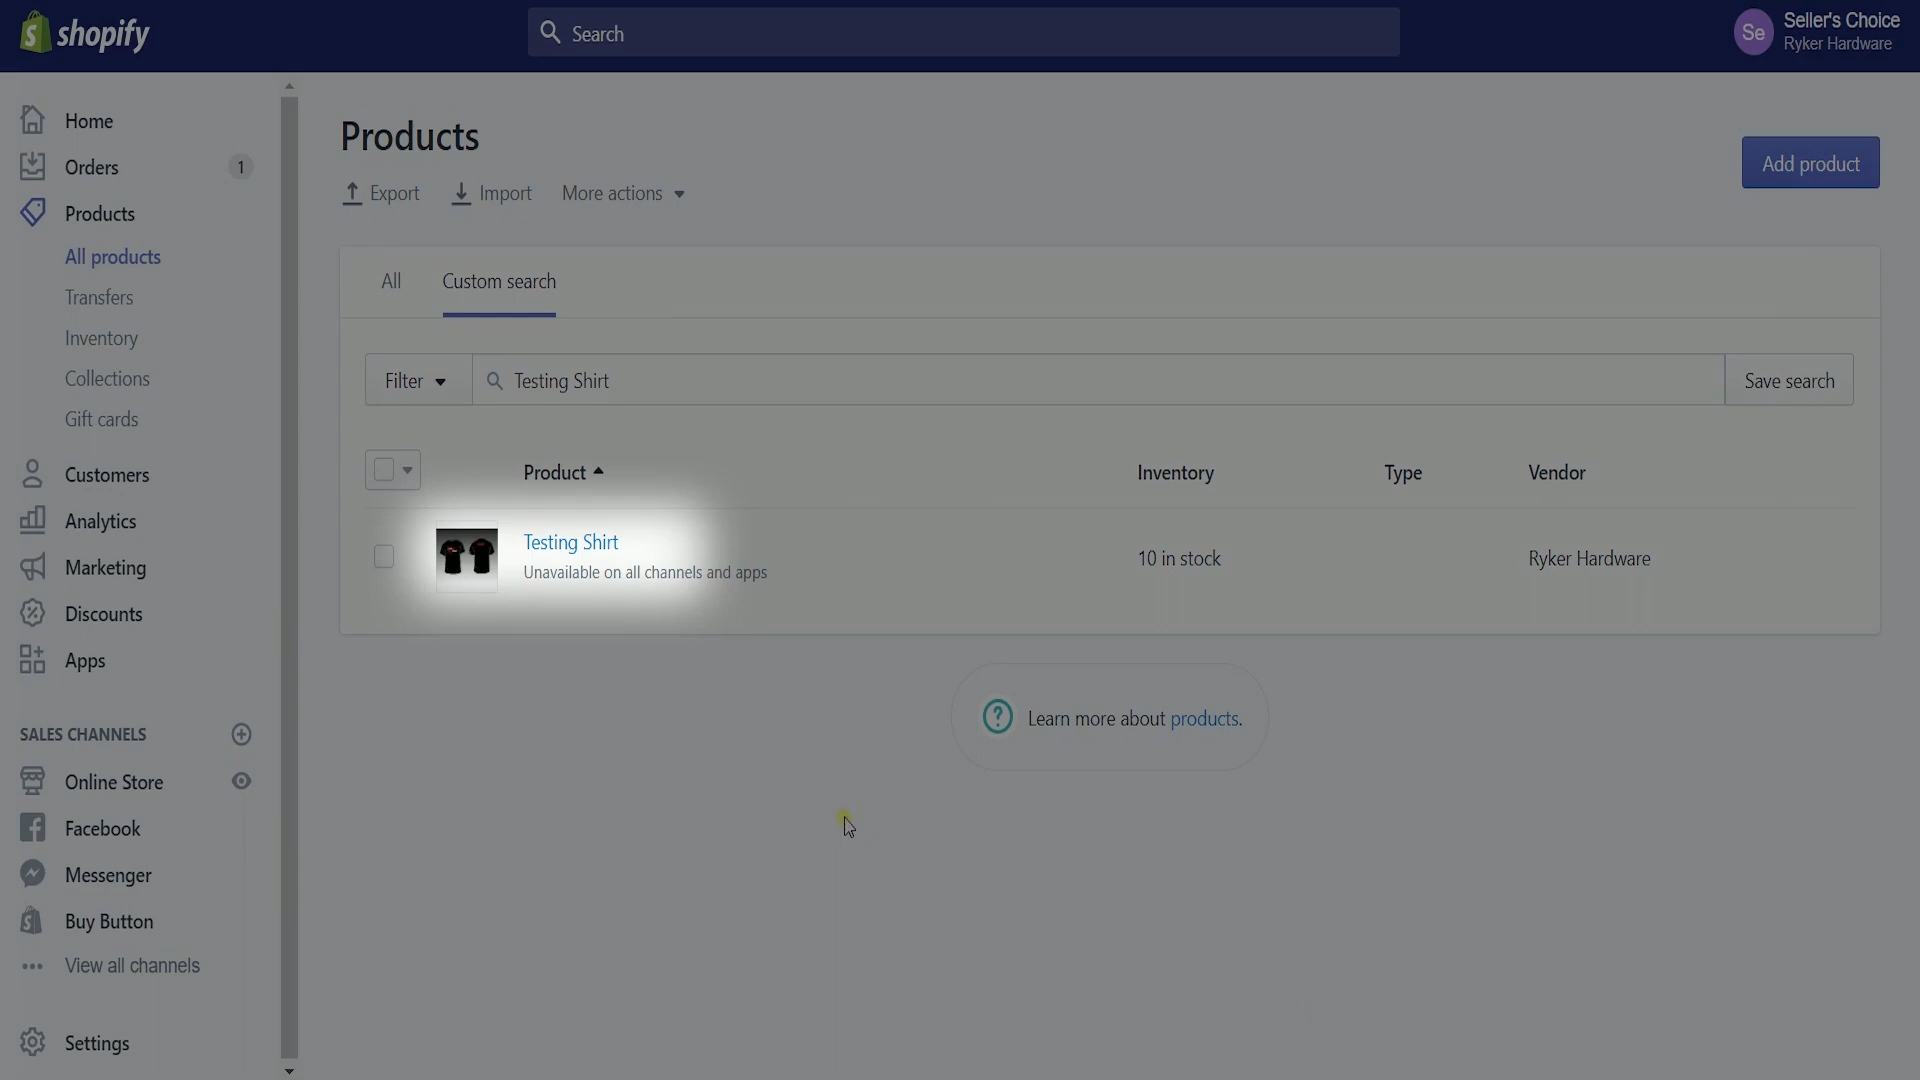 shopify
Search
Se
Seller's Choice
Ryker Hardware
Home
Orders 1
Products
All products
Transfers
Inventory
Collections
Gift cards
Customers
Analytics
Marketing
Discounts
Apps
SALES CHANNELS
Online Store
Facebook
Messenger
Buy Button
View all channels
Settings
Products
Export Import More actions
Add product
All Custom search
Filter Testing Shirt Save search
Product Inventory Type Vendor
Testing Shirt
Unavailable on all channels and apps
10 in stock
Ryker Hardware
Learn more about products.